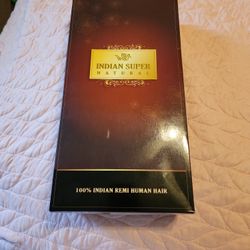 INDIAN SUPER
NATURAL
100% INDIAN REMI HUMAN HAIR